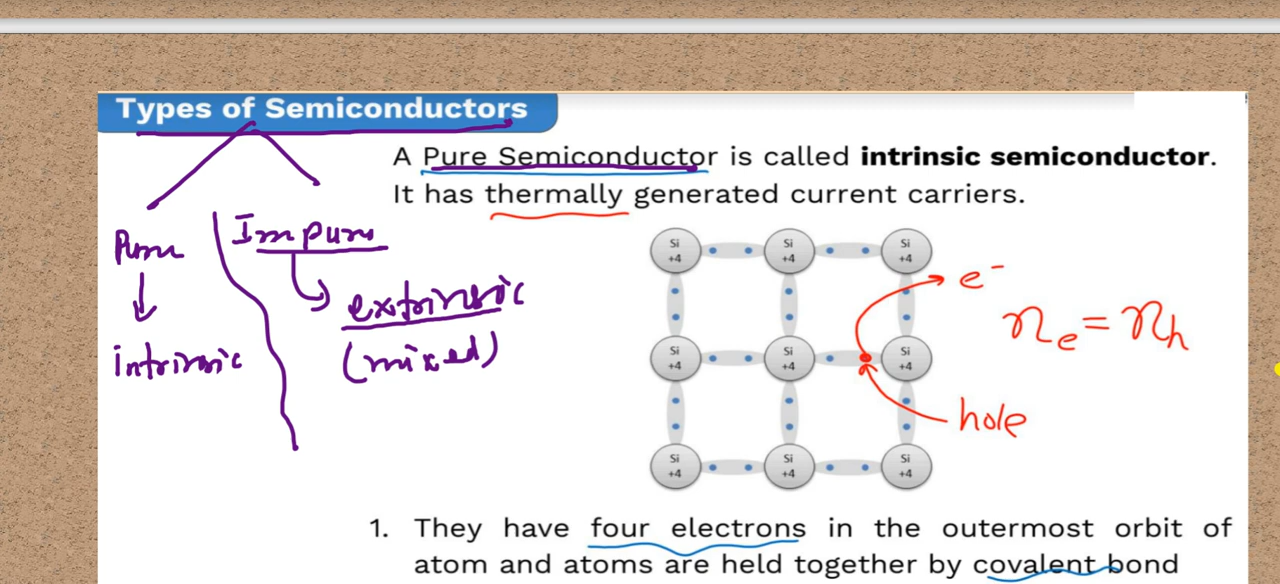 Types of Semiconductors
A Pure Semiconductor is called intrinsic semiconductor.
It has thermally generated current carriers.
Pure
Impure
intrinsic
extrinsic
(mixed)
Si +4 Si +4 Si +4
e⁻
nₑ = nₕ
Si +4 Si +4 Si +4
hole
Si +4 Si +4 Si +4
1. They have four electrons in the outermost orbit of
atom and atoms are held together by covalent bond